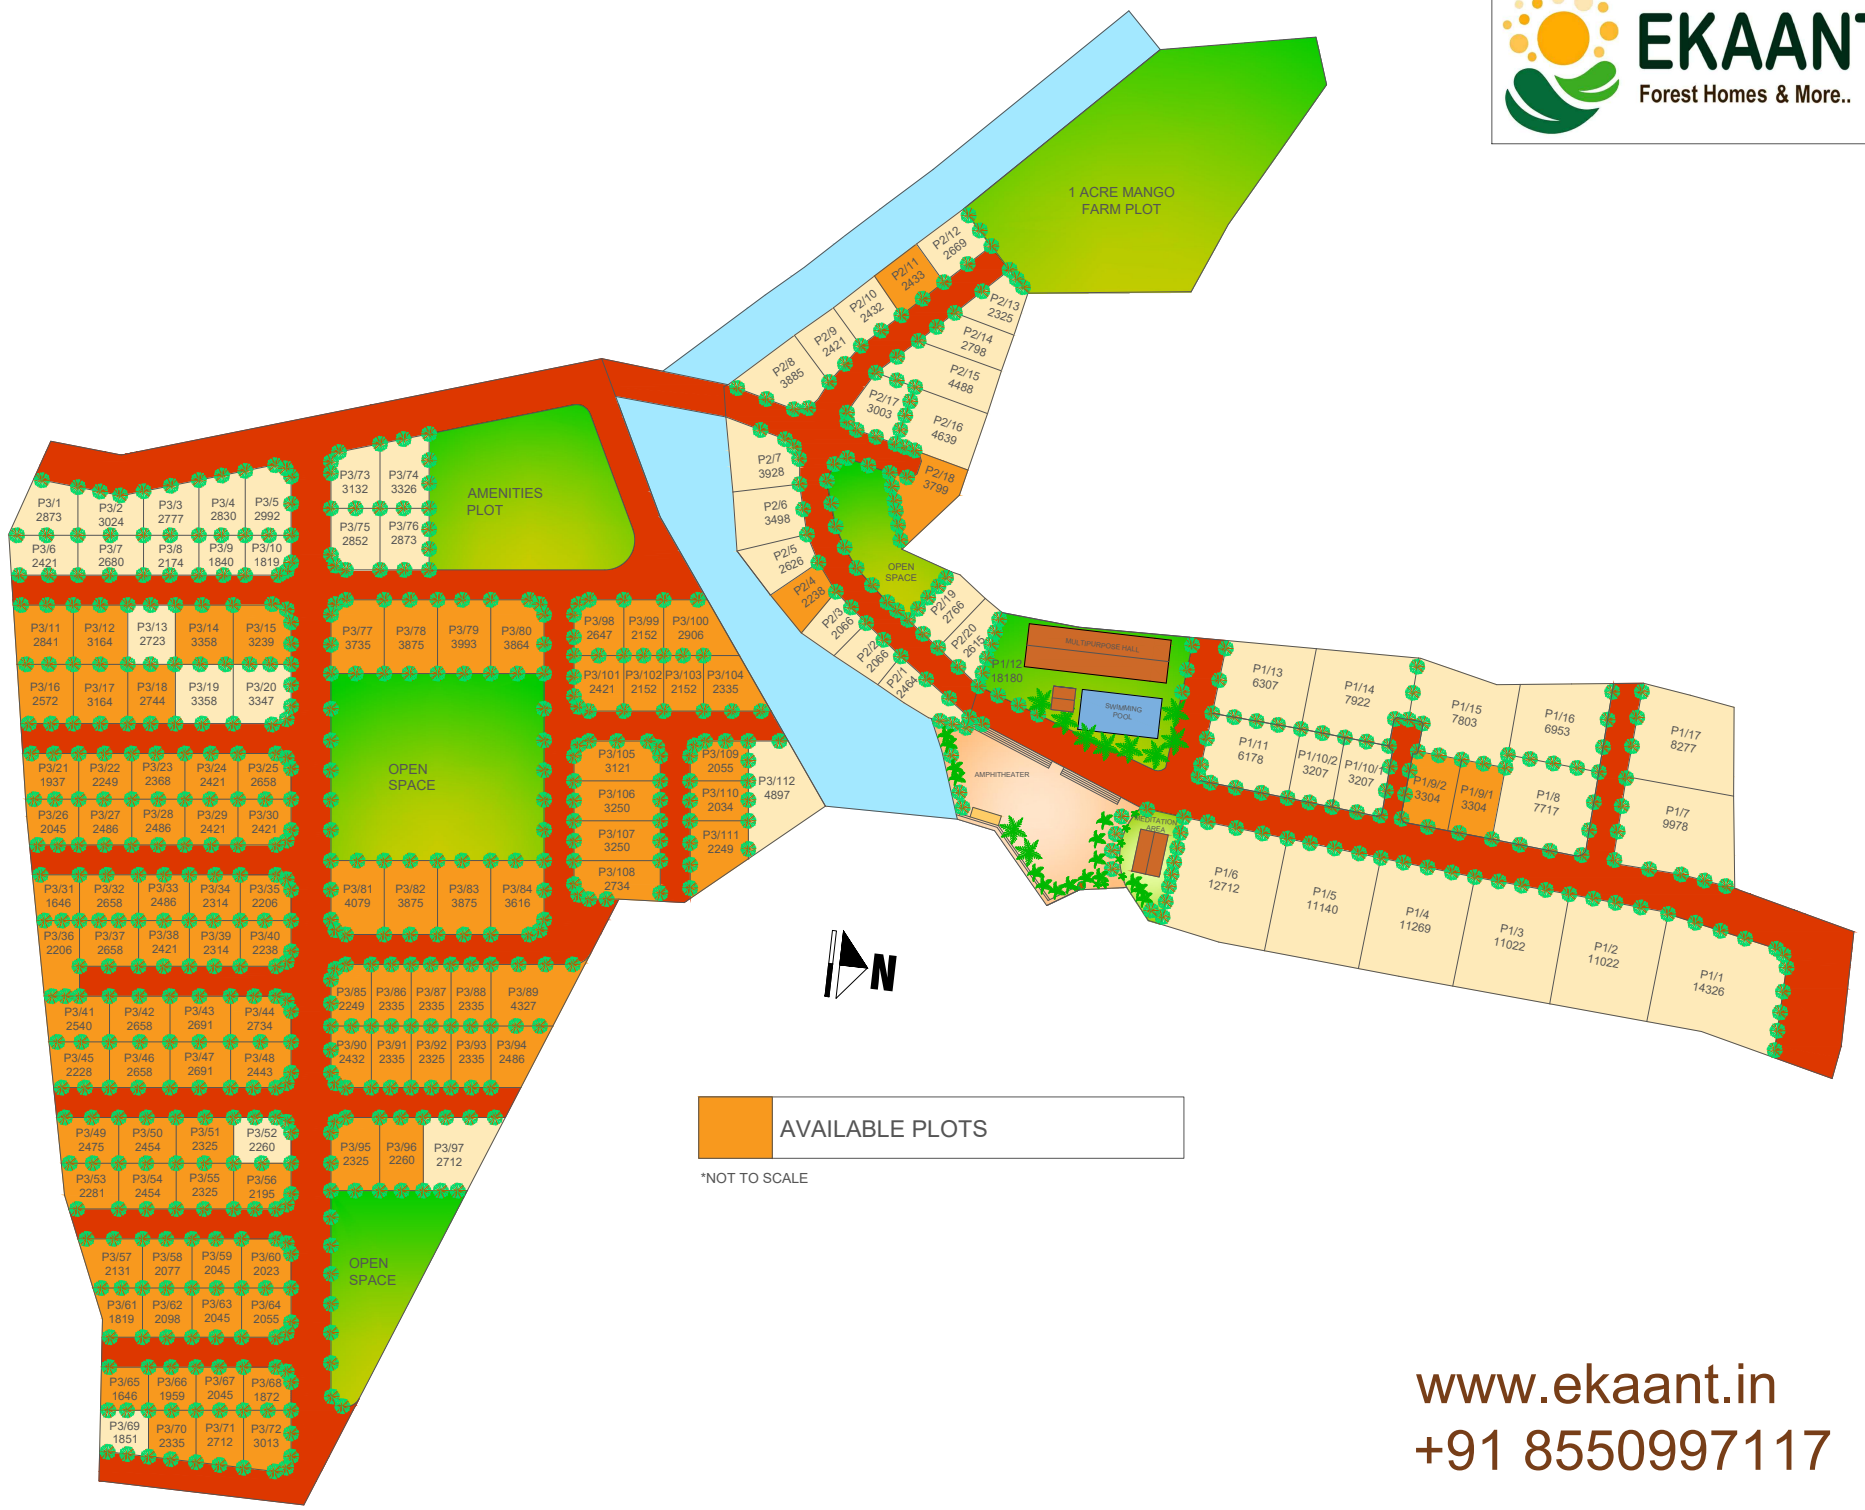 EKAANT
Forest Homes & More..
1 ACRE MANGO
FARM PLOT
P2/12
2669
P2/11
2433
P2/10
2432
P2/9
2421
P2/8
3885
P2/13
2325
P2/14
2798
P2/15
4488
P2/17
3003
P2/16
4639
P2/18
3799
P2/7
3928
P2/6
3498
P2/5
2626
P2/4
2238
P2/3
2066
P2/2
2066
P2/1
2464
OPEN
SPACE
P2/19
2766
P2/20
2615
AMENITIES
PLOT
P3/73
3132
P3/74
3326
P3/75
2852
P3/76
2873
P3/1
2873
P3/2
3024
P3/3
2777
P3/4
2830
P3/5
2992
P3/6
2421
P3/7
2680
P3/8
2174
P3/9
1840
P3/10
1819
P3/11
2841
P3/12
3164
P3/13
2723
P3/14
3358
P3/15
3239
P3/16
2572
P3/17
3164
P3/18
2744
P3/19
3358
P3/20
3347
P3/77
3735
P3/78
3875
P3/79
3993
P3/80
3864
P3/98
2647
P3/99
2152
P3/100
2906
P3/101
2421
P3/102
2152
P3/103
2152
P3/104
2335
P1/12
18180
MULTIPURPOSE HALL
SWIMMING
POOL
P1/13
6307
P1/14
7922
P1/15
7803
P1/16
6953
P1/17
8277
P1/11
6178
P1/10/2
3207
P1/10/1
3207
P1/9/2
3304
P1/9/1
3304
P1/8
7717
P1/7
9978
AMPHITHEATER
MEDITATION
AREA
P1/6
12712
P1/5
11140
P1/4
11269
P1/3
11022
P1/2
11022
P1/1
14326
P3/21
1937
P3/22
2249
P3/23
2368
P3/24
2421
P3/25
2658
P3/26
2045
P3/27
2486
P3/28
2486
P3/29
2421
P3/30
2421
OPEN
SPACE
P3/105
3121
P3/106
3250
P3/107
3250
P3/108
2734
P3/109
2055
P3/110
2034
P3/111
2249
P3/112
4897
P3/31
1646
P3/32
2658
P3/33
2486
P3/34
2314
P3/35
2206
P3/36
2206
P3/37
2658
P3/38
2421
P3/39
2314
P3/40
2238
P3/81
4079
P3/82
3875
P3/83
3875
P3/84
3616
N
P3/41
2540
P3/42
2658
P3/43
2691
P3/44
2734
P3/45
2228
P3/46
2658
P3/47
2691
P3/48
2443
P3/85
2249
P3/86
2335
P3/87
2335
P3/88
2335
P3/89
4327
P3/90
2432
P3/91
2335
P3/92
2325
P3/93
2335
P3/94
2486
AVAILABLE PLOTS
*NOT TO SCALE
P3/49
2475
P3/50
2454
P3/51
2325
P3/52
2260
P3/53
2281
P3/54
2454
P3/55
2325
P3/56
2195
P3/95
2325
P3/96
2260
P3/97
2712
OPEN
SPACE
P3/57
2131
P3/58
2077
P3/59
2045
P3/60
2023
P3/61
1819
P3/62
2098
P3/63
2045
P3/64
2055
P3/65
1646
P3/66
1959
P3/67
2045
P3/68
1872
P3/69
1851
P3/70
2335
P3/71
2712
P3/72
3013
www.ekaant.in
+91 8550997117